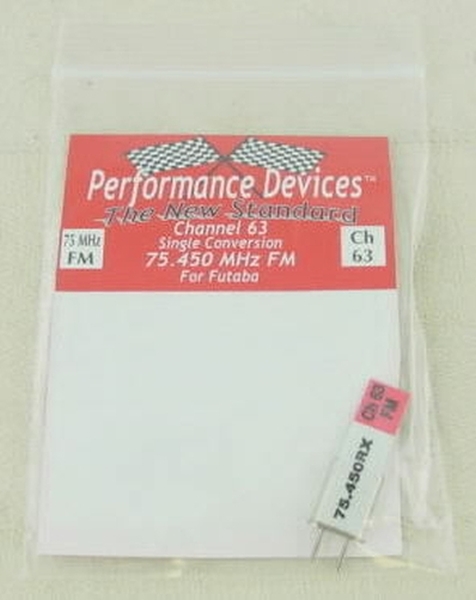 Performance Devices™
The New Standard
Channel 63
Single Conversion
75.450 MHz FM
For Futaba
75 MHz
FM
Ch
63
Ch 63
FM
75.450RX